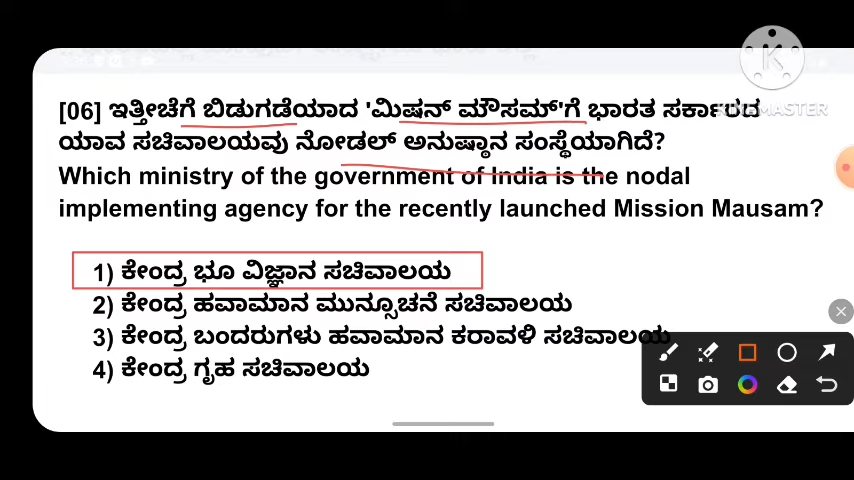 [06] ಇತ್ತೀಚೆಗೆ ಬಿಡುಗಡೆಯಾದ 'ಮಿಷನ್ ಮೌಸಮ್'ಗೆ ಭಾರತ ಸರ್ಕಾರದ
ಯಾವ ಸಚಿವಾಲಯವು ನೋಡಲ್ ಅನುಷ್ಠಾನ ಸಂಸ್ಥೆಯಾಗಿದೆ?
Which ministry of the government of India is the nodal
implementing agency for the recently launched Mission Mausam?
1) ಕೇಂದ್ರ ಭೂ ವಿಜ್ಞಾನ ಸಚಿವಾಲಯ
2) ಕೇಂದ್ರ ಹವಾಮಾನ ಮುನ್ಸೂಚನೆ ಸಚಿವಾಲಯ
3) ಕೇಂದ್ರ ಬಂದರುಗಳು ಹವಾಮಾನ ಕರಾವಳಿ ಸಚಿವಾಲಯ
4) ಕೇಂದ್ರ ಗೃಹ ಸಚಿವಾಲಯ
K
KINEMASTER